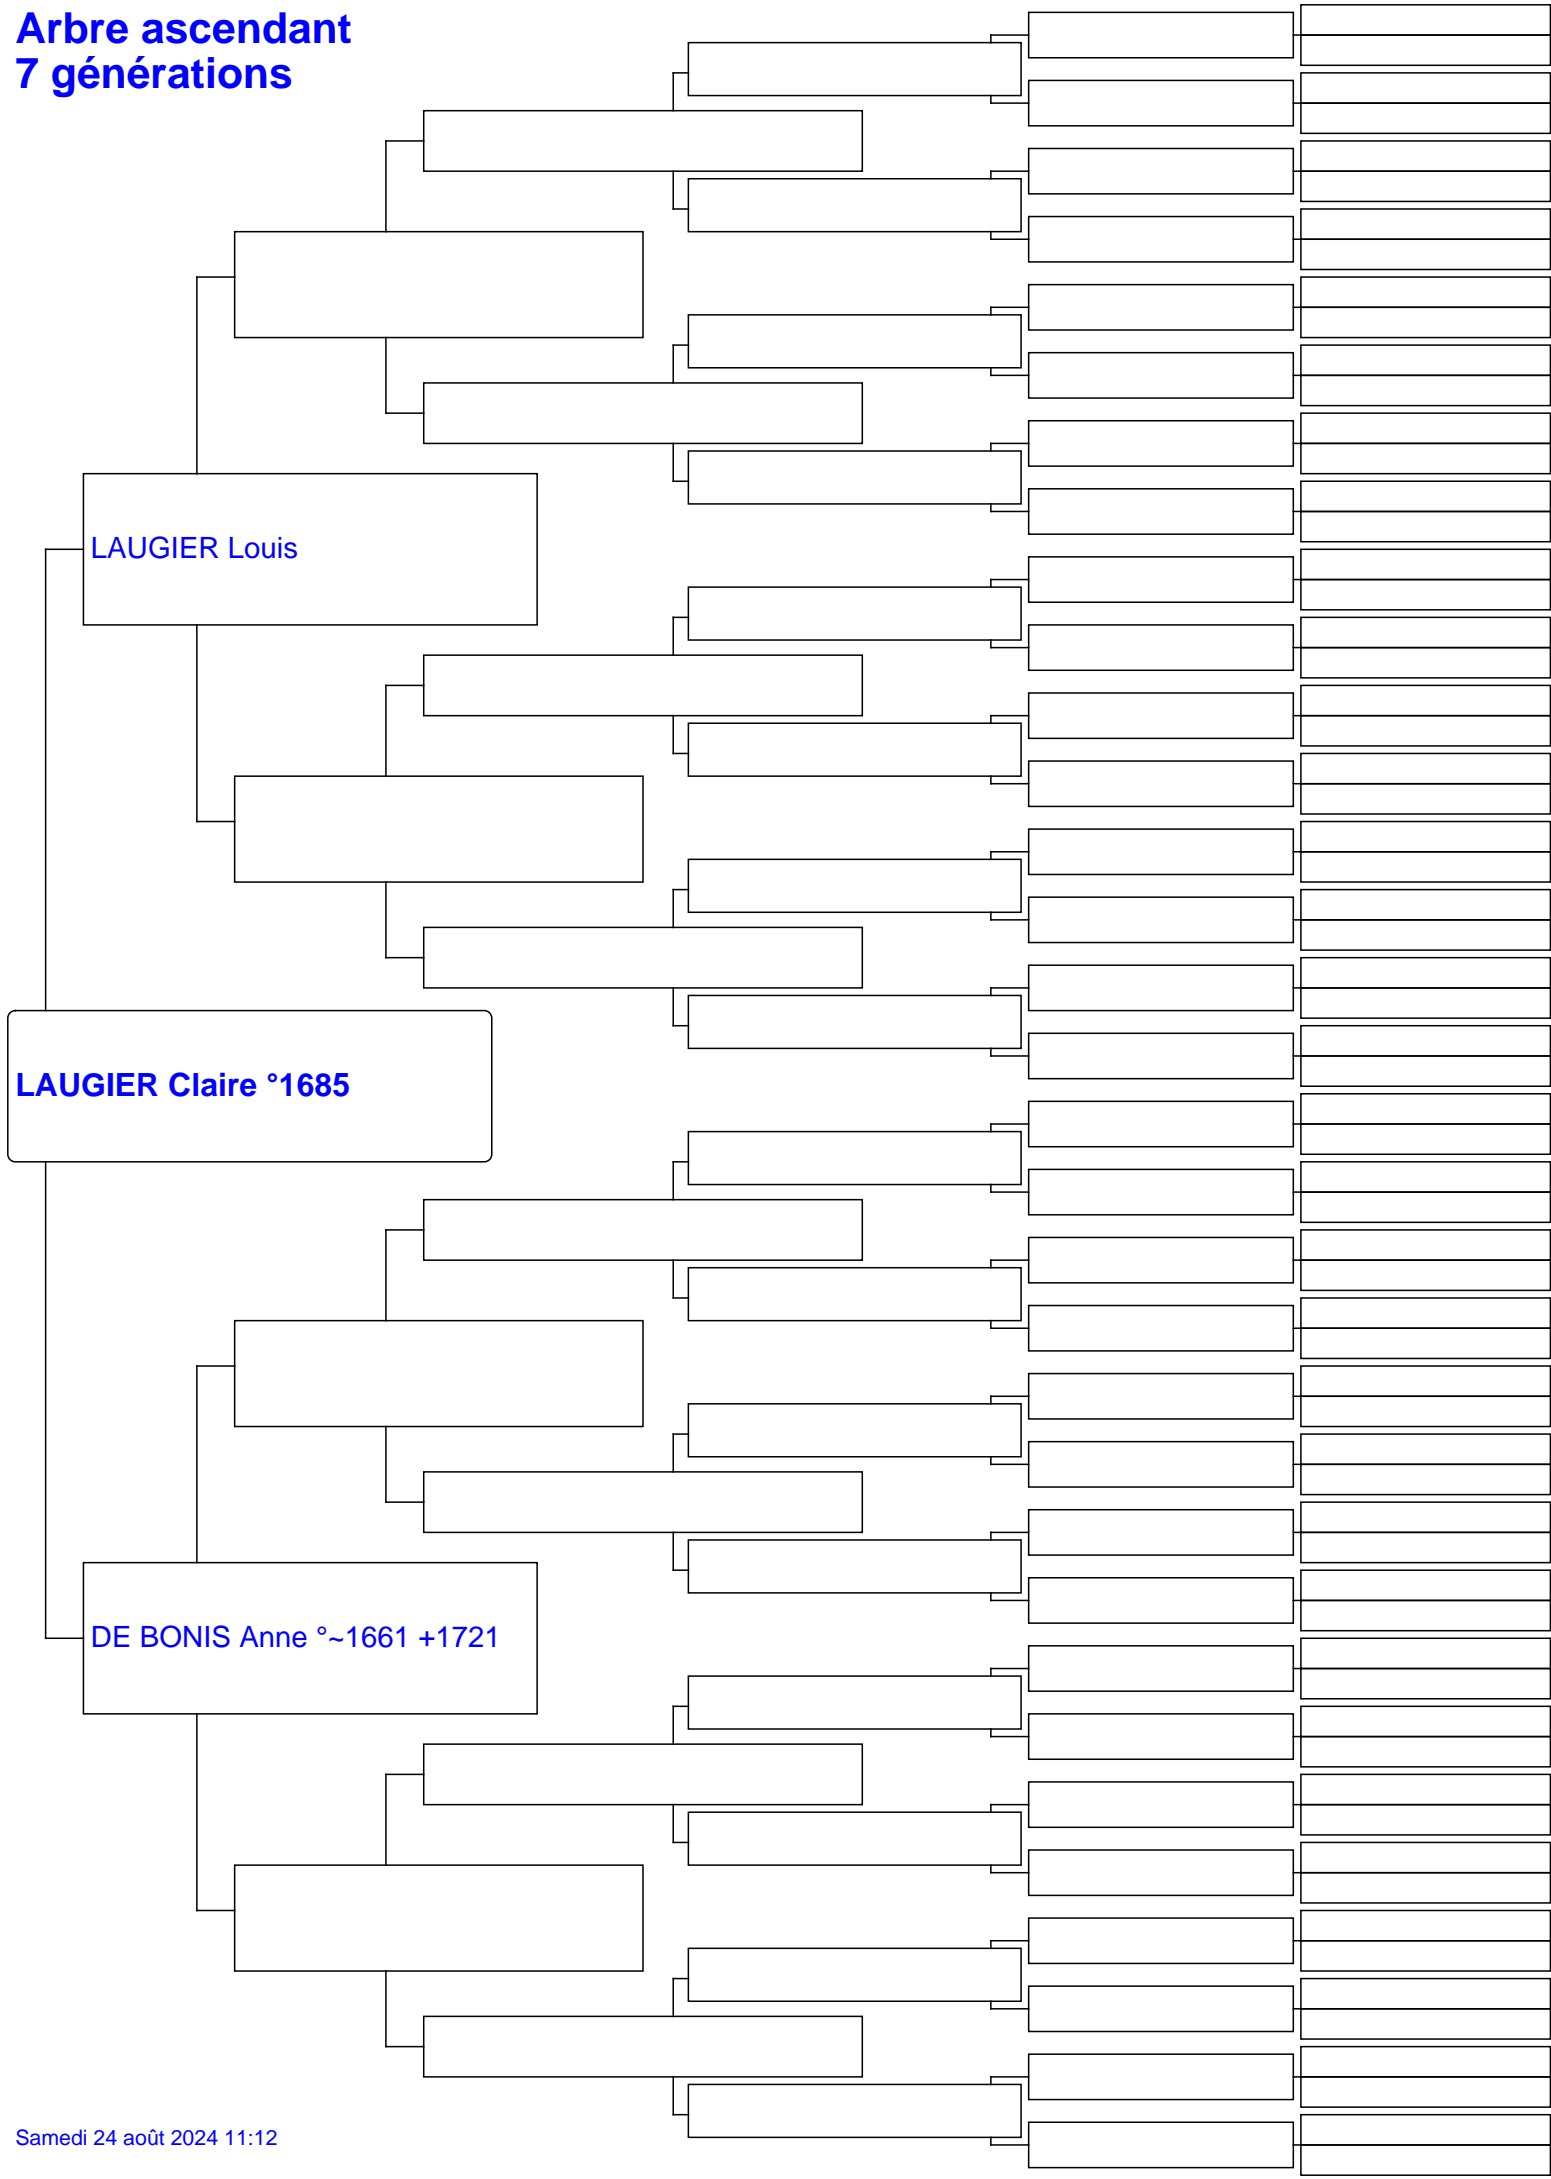 Arbre ascendant
7 générations
LAUGIER Louis
LAUGIER Claire °1685
DE BONIS Anne °~1661 +1721
Samedi 24 août 2024 11:12